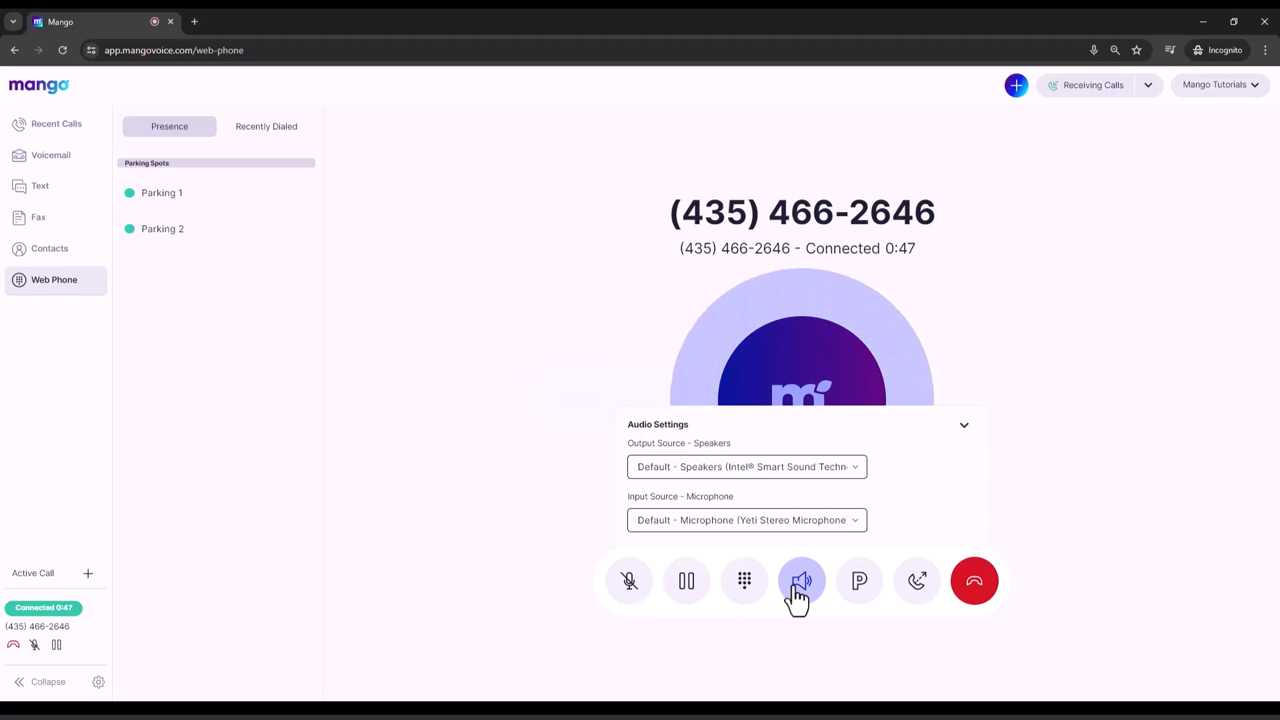 Mango
app.mangovoice.com/web-phone
Incognito
mango
Receiving Calls
Mango Tutorials
Recent Calls
Voicemail
Text
Fax
Contacts
Web Phone
Presence
Recently Dialed
Parking Spots
Parking 1
Parking 2
(435) 466-2646
(435) 466-2646 - Connected 0:47
m
Audio Settings
Output Source - Speakers
Default - Speakers (Intel® Smart Sound Techn
Input Source - Microphone
Default - Microphone (Yeti Stereo Microphone
P
Active Call
Connected 0:47
(435) 466-2646
Collapse